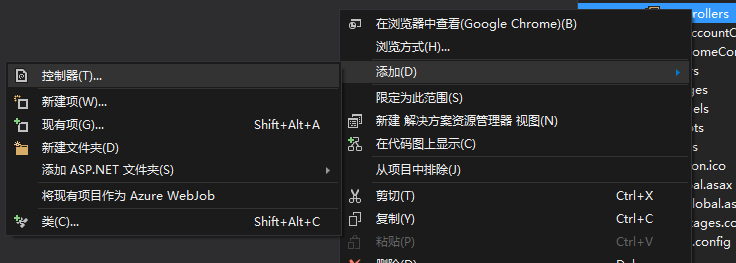 控制器(T)...
新建项(W)...
现有项(G)... Shift+Alt+A
新建文件夹(D)
添加 ASP.NET 文件夹(S)
将现有项目作为 Azure WebJob
类(C)... Shift+Alt+C
在浏览器中查看(Google Chrome)(B)
浏览方式(H)...
添加(D)
限定为此范围(S)
新建 解决方案资源管理器 视图(N)
在代码图上显示(C)
从项目中排除(J)
剪切(T) Ctrl+X
复制(Y) Ctrl+C
粘贴(P) Ctrl+V
删除(D) Del
rollers
ccountC
omeCon
rs
ges
els
ts
s
on.ico
bal.asax
lobal.as
ages.co
.config